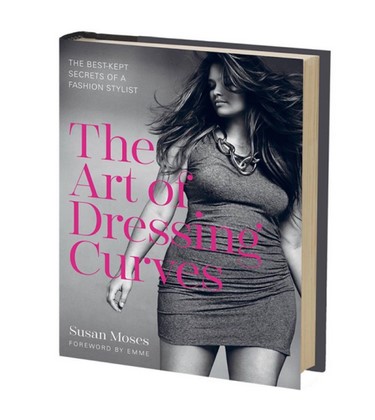 THE BEST-KEPT
SECRETS OF A
FASHION STYLIST
The
Art of
Dressing
Curves
Susan Moses
FOREWORD BY EMME